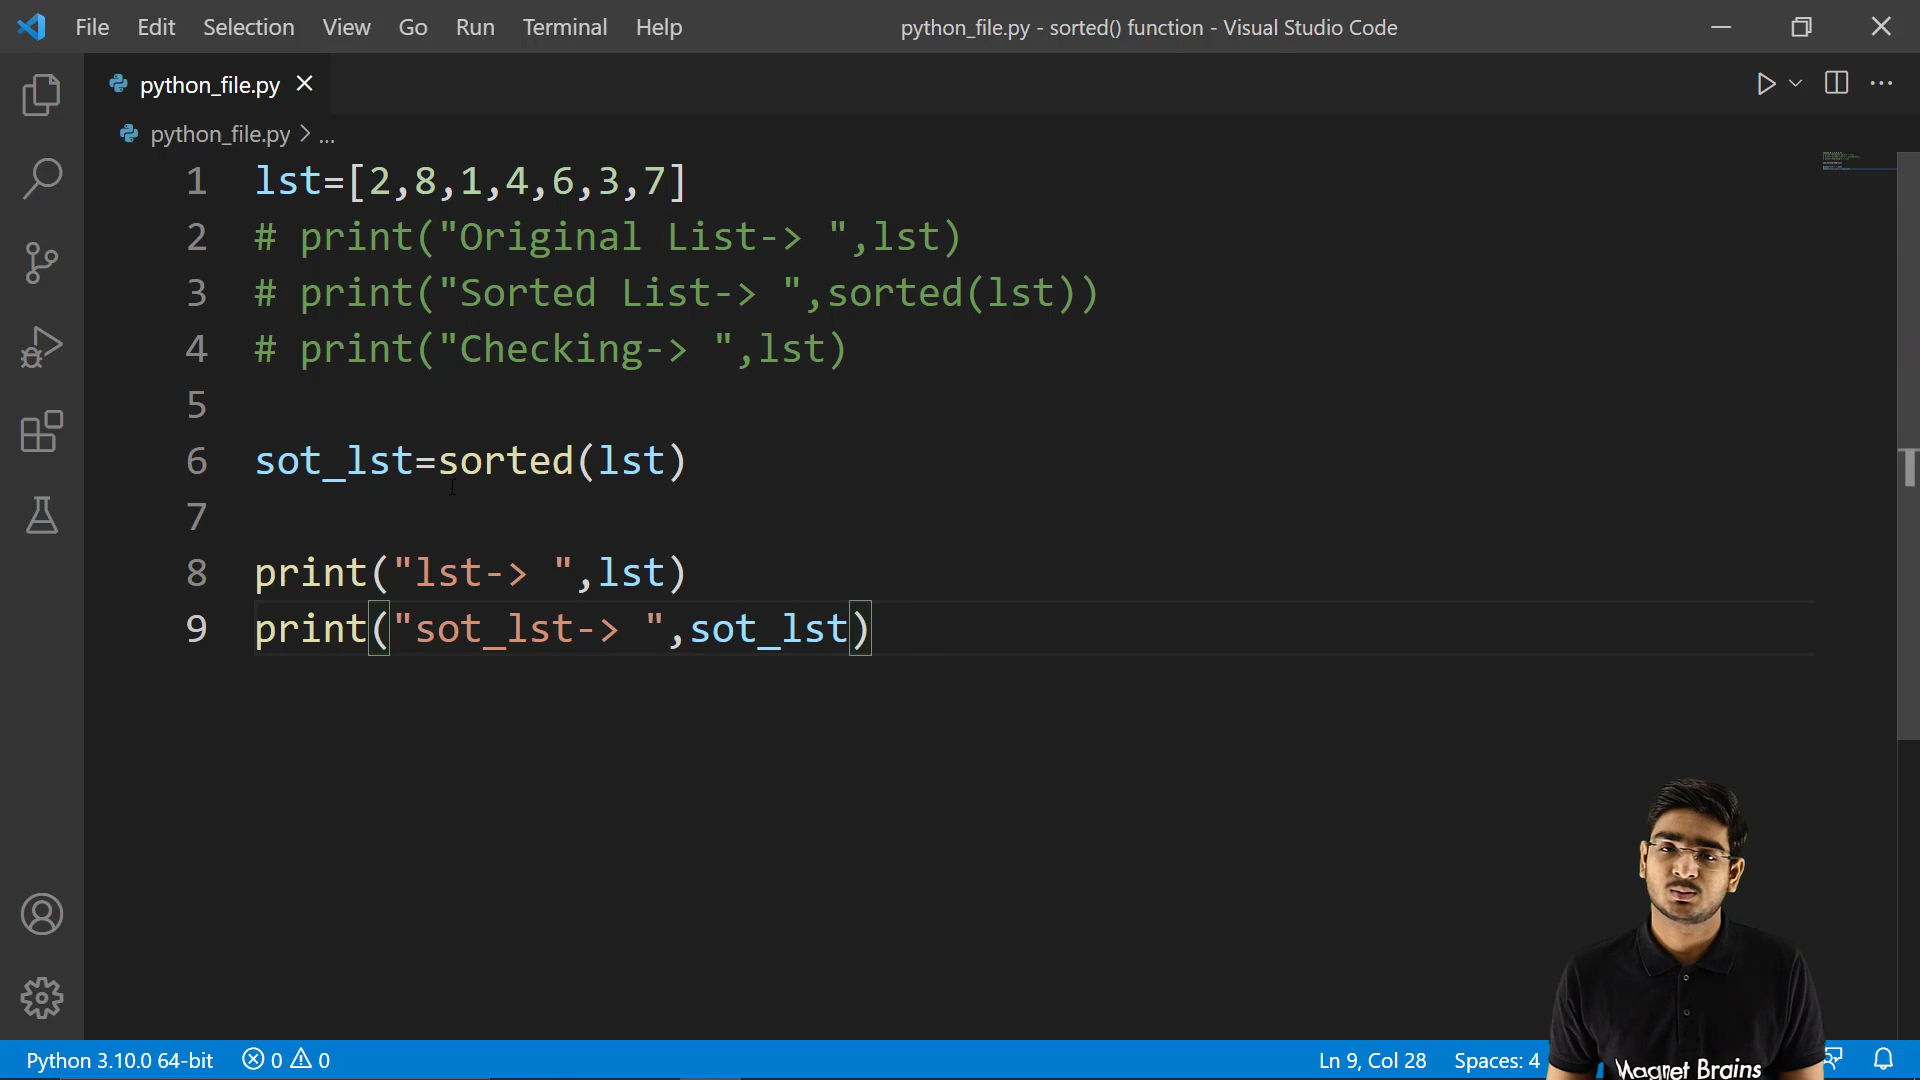 File Edit Selection View Go Run Terminal Help python_file.py - sorted() function - Visual Studio Code
python_file.py
python_file.py > ...
1 lst=[2,8,1,4,6,3,7]
2 # print("Original List-> ",lst)
3 # print("Sorted List-> ",sorted(lst))
4 # print("Checking-> ",lst)
5
6 sot_lst=sorted(lst)
7
8 print("lst-> ",lst)
9 print("sot_lst-> ",sot_lst)
Magnet Brains
Python 3.10.0 64-bit 0 0 Ln 9, Col 28 Spaces: 4